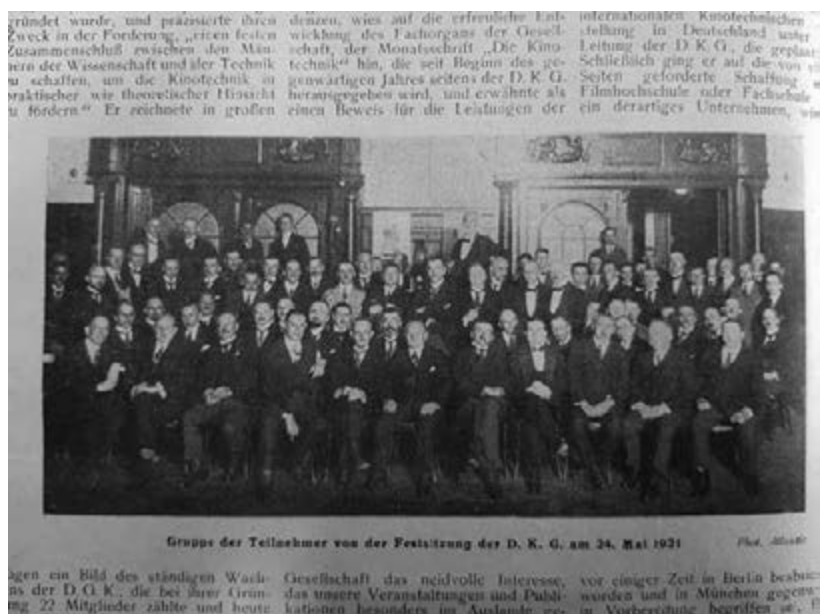 gründet wurde, und präzisierte ihren
Zweck in der Forderung, „einen festen
Zusammenschluß zwischen den Män-
nern der Wissenschaft und der Technik
zu schaffen, um die Kinotechnik in
praktischer wie theoretischer Hinsicht
zu fördern.“ Er zeichnete in großen
denzen, wies auf die erfreuliche Ent-
wicklung des Fachorgans der Gesell-
schaft, der Monatsschrift „Die Kino-
technik“ hin, die seit Beginn des ge-
genwärtigen Jahres seitens der D. K. G.
herausgegeben wird, und erwähnte als
einen Beweis für die Leistungen der
internationalen Kinotechnischen
stellung in Deutschland unter
Leitung der D. K. G., die geplant
Schließlich ging er auf die von
Seiten geforderte Schaffung
Filmhochschule oder Fachschule
ein derartiges Unternehmen, wie
Gruppe der Teilnehmer von der Festsitzung der D. K. G. am 24. Mai 1921
Phot. Atlantic
ägen ein Bild des ständigen Wach-
ns der D. G. K., die bei ihrer Grün-
ng 22 Mitglieder zählte und heute
Gesellschaft das neidvolle Interesse,
das unsere Veranstaltungen und Publi-
kationen besonders im Auslande ge-
vor einiger Zeit in Berlin
worden und in München
in Vorbereitung begriffen